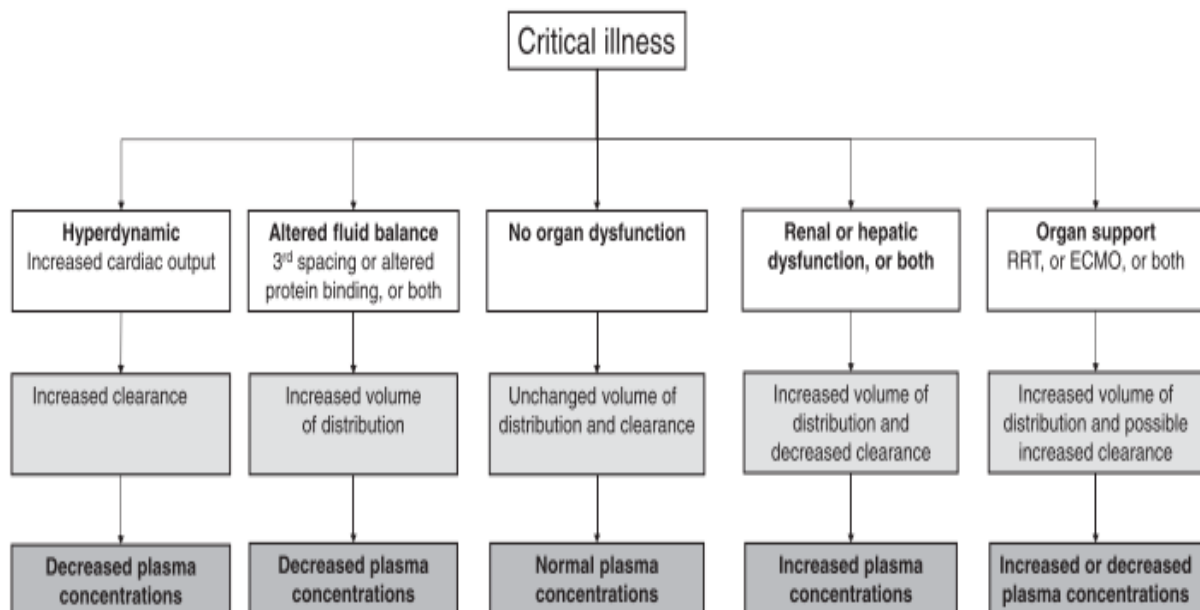 Critical illness
Hyperdynamic
Increased cardiac output
Altered fluid balance
3rd spacing or altered
protein binding, or both
No organ dysfunction
Renal or hepatic
dysfunction, or both
Organ support
RRT, or ECMO, or both
Increased clearance
Increased volume
of distribution
Unchanged volume of
distribution and clearance
Increased volume of
distribution and
decreased clearance
Increased volume of
distribution and possible
increased clearance
Decreased plasma
concentrations
Decreased plasma
concentrations
Normal plasma
concentrations
Increased plasma
concentrations
Increased or decreased
plasma concentrations